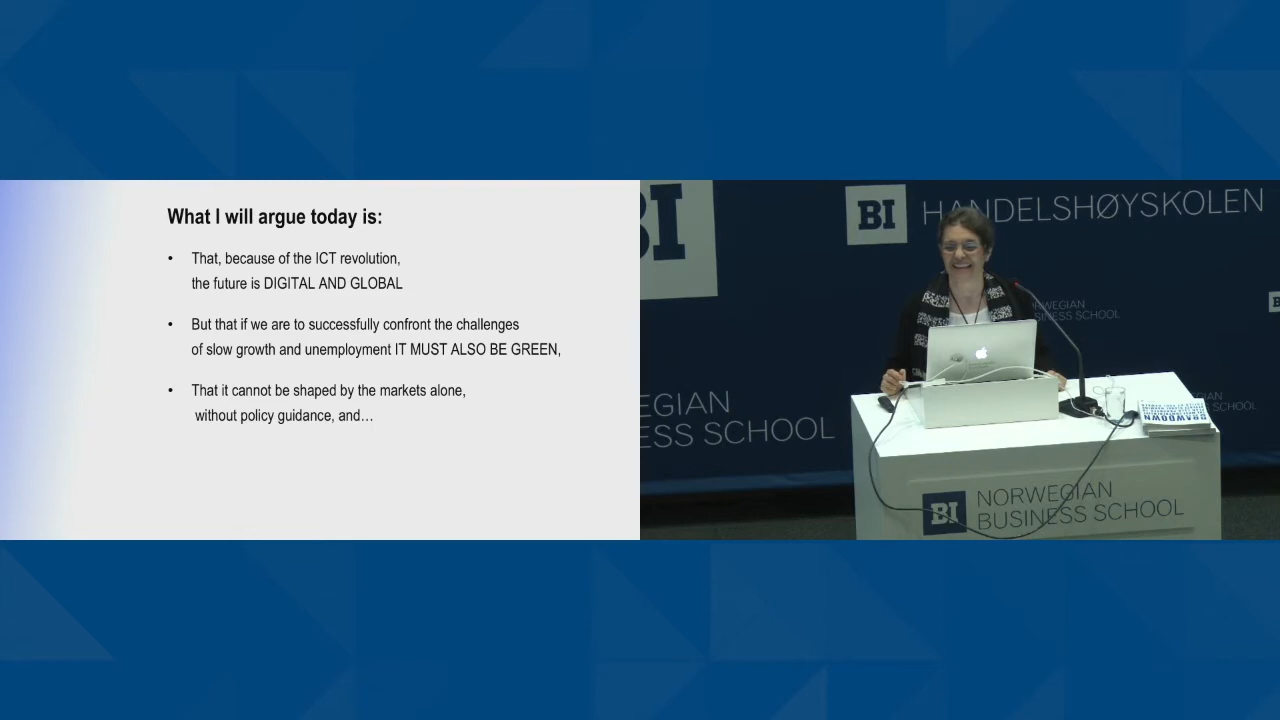 What I will argue today is:
• That, because of the ICT revolution,
the future is DIGITAL AND GLOBAL
• But that if we are to successfully confront the challenges
of slow growth and unemployment IT MUST ALSO BE GREEN,
• That it cannot be shaped by the markets alone,
without policy guidance, and…
BI
BI HANDELSHØYSKOLEN
NORWEGIAN
BUSINESS SCHOOL
EGIAN
ESS SCHOOL
DRAWDOWN
BI NORWEGIAN
BUSINESS SCHOOL